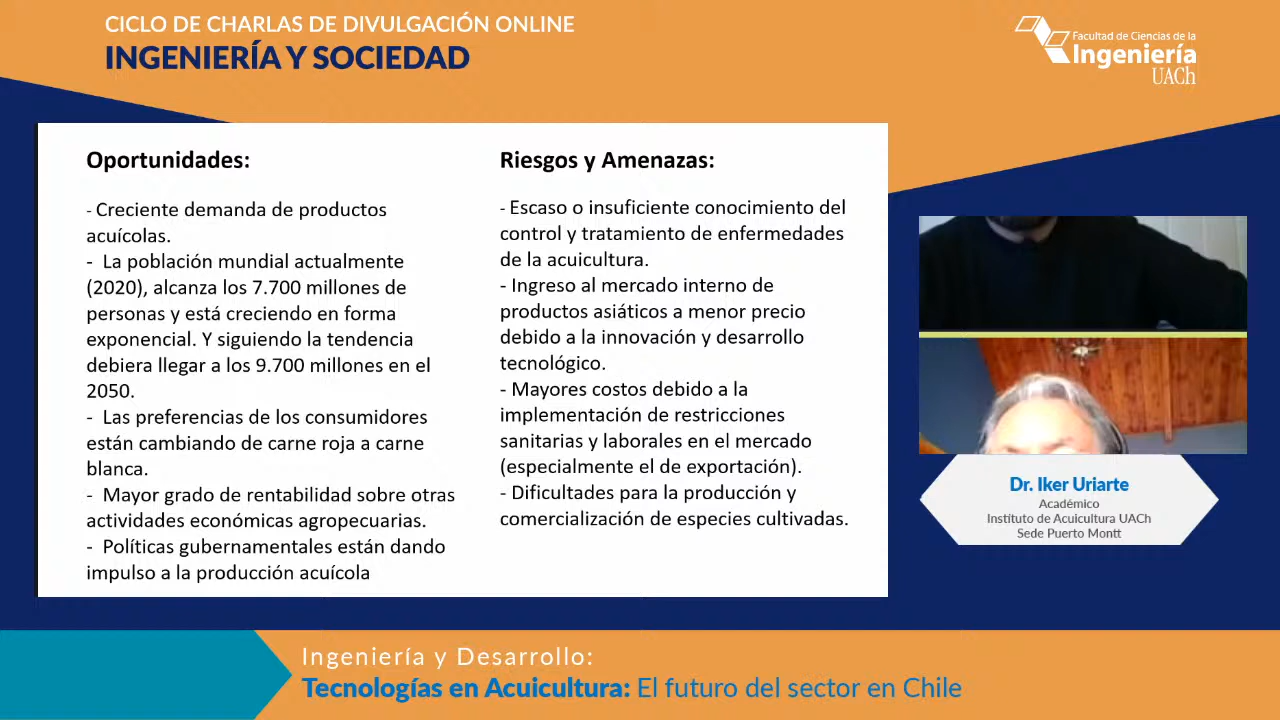 CICLO DE CHARLAS DE DIVULGACIÓN ONLINE
INGENIERÍA Y SOCIEDAD
Facultad de Ciencias de la
Ingeniería
UACh
Oportunidades:
- Creciente demanda de productos
acuícolas.
- La población mundial actualmente
(2020), alcanza los 7.700 millones de
personas y está creciendo en forma
exponencial. Y siguiendo la tendencia
debiera llegar a los 9.700 millones en el
2050.
- Las preferencias de los consumidores
están cambiando de carne roja a carne
blanca.
- Mayor grado de rentabilidad sobre otras
actividades económicas agropecuarias.
- Políticas gubernamentales están dando
impulso a la producción acuícola
Riesgos y Amenazas:
- Escaso o insuficiente conocimiento del
control y tratamiento de enfermedades
de la acuicultura.
- Ingreso al mercado interno de
productos asiáticos a menor precio
debido a la innovación y desarrollo
tecnológico.
- Mayores costos debido a la
implementación de restricciones
sanitarias y laborales en el mercado
(especialmente el de exportación).
- Dificultades para la producción y
comercialización de especies cultivadas.
Dr. Iker Uriarte
Académico
Instituto de Acuicultura UACh
Sede Puerto Montt
Ingeniería y Desarrollo:
Tecnologías en Acuicultura: El futuro del sector en Chile